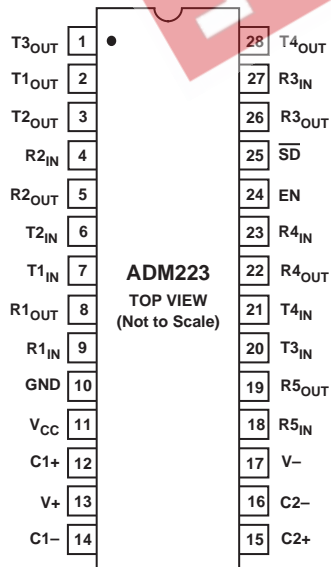 T3OUT 1 28 T4OUT
T1OUT 2 27 R3IN
T2OUT 3 26 R3OUT
R2IN 4 25 SD
R2OUT 5 24 EN
T2IN 6 23 R4IN
T1IN 7 22 R4OUT
ADM223
TOP VIEW
(Not to Scale)
R1OUT 8 21 T4IN
R1IN 9 20 T3IN
GND 10 19 R5OUT
VCC 11 18 R5IN
C1+ 12 17 V–
V+ 13 16 C2–
C1– 14 15 C2+